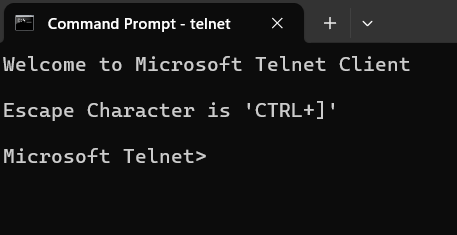 Command Prompt - telnet
Welcome to Microsoft Telnet Client
Escape Character is 'CTRL+]'
Microsoft Telnet>